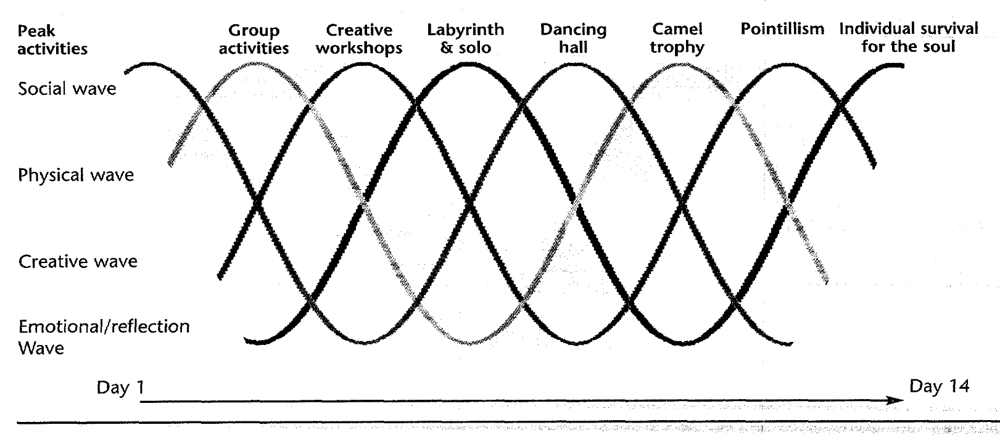 Peak activities
Group activities
Creative workshops
Labyrinth & solo
Dancing hall
Camel trophy
Pointillism
Individual survival for the soul
Social wave
Physical wave
Creative wave
Emotional/reflection
Wave
Day 1
Day 14